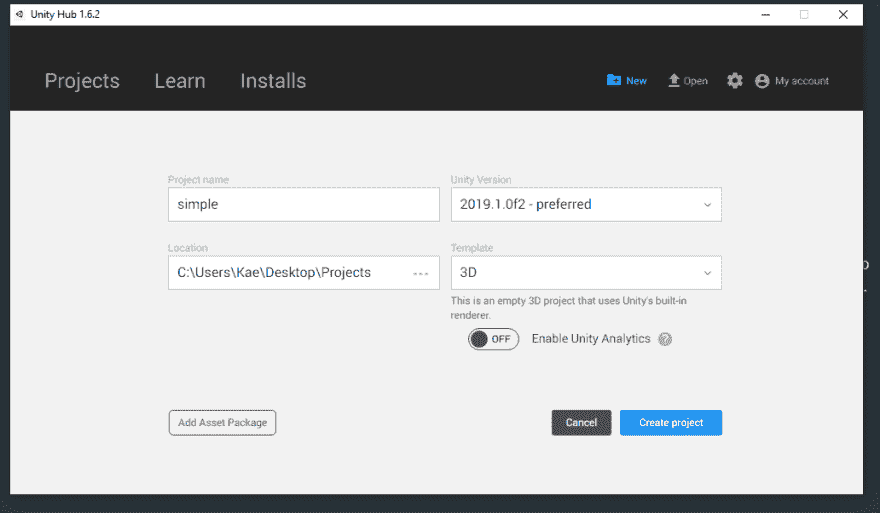 Unity Hub 1.6.2
Projects Learn Installs New Open My account
Project name Unity Version
simple 2019.1.0f2 - preferred
Location Template
C:\Users\Kae\Desktop\Projects 3D
This is an empty 3D project that uses Unity's built-in
renderer.
OFF Enable Unity Analytics
Add Asset Package Cancel Create project